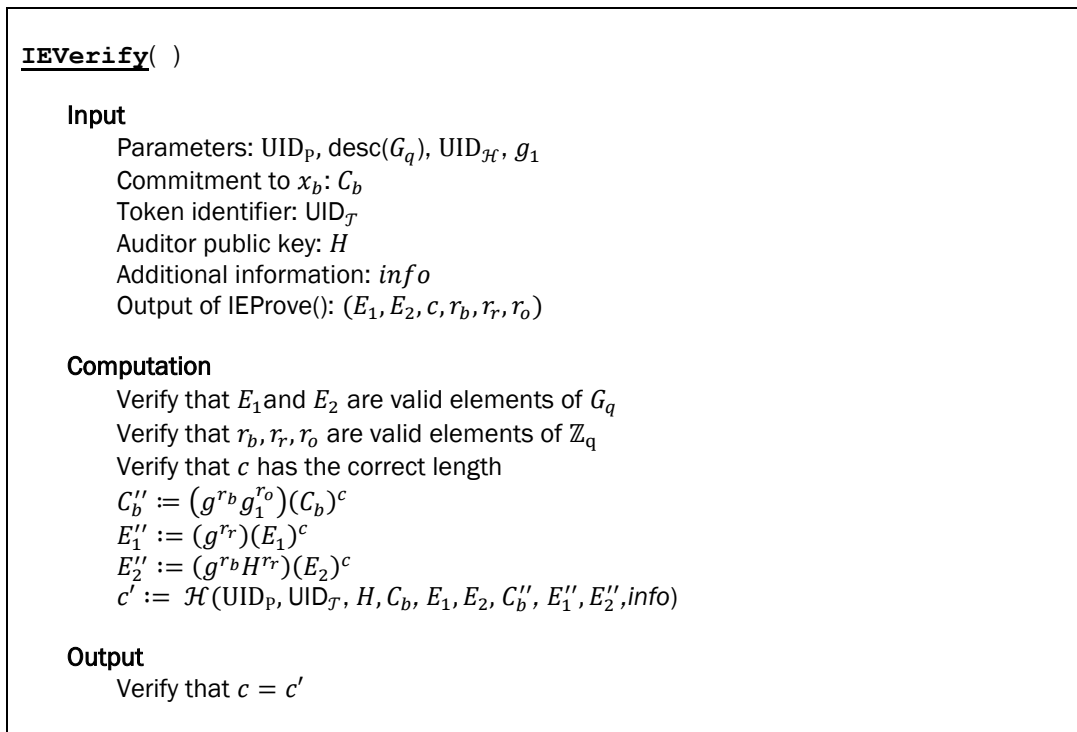 IEVerify( )
Input
Parameters: UID_P, desc(G_q), UID_ℋ, g_1
Commitment to x_b: C_b
Token identifier: UID_𝒯
Auditor public key: H
Additional information: info
Output of IEProve(): (E_1, E_2, c, r_b, r_r, r_o)
Computation
Verify that E_1and E_2 are valid elements of G_q
Verify that r_b, r_r, r_o are valid elements of ℤ_q
Verify that c has the correct length
C_b'' := (g^{r_b} g_1^{r_o})(C_b)^c
E_1'' := (g^{r_r})(E_1)^c
E_2'' := (g^{r_b} H^{r_r})(E_2)^c
c' := ℋ(UID_P, UID_𝒯, H, C_b, E_1, E_2, C_b'', E_1'', E_2'',info)
Output
Verify that c = c'